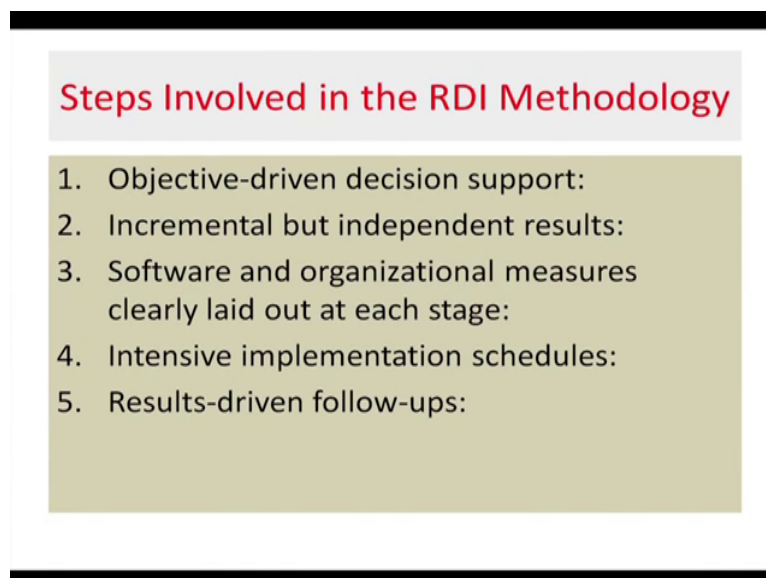 Steps Involved in the RDI Methodology
1. Objective-driven decision support:
2. Incremental but independent results:
3. Software and organizational measures
clearly laid out at each stage:
4. Intensive implementation schedules:
5. Results-driven follow-ups: